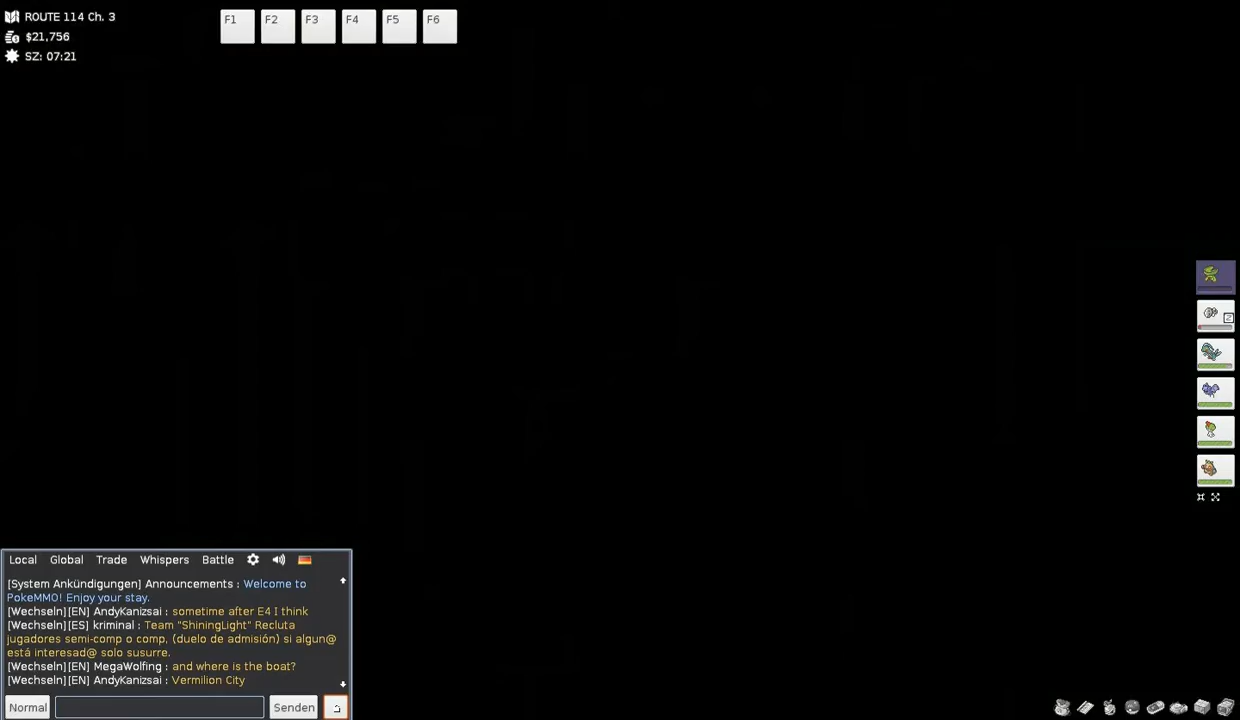 ROUTE 114 Ch. 3
$21,756
SZ: 07:21
F1 F2 F3 F4 F5 F6
Local Global Trade Whispers Battle
[System Ankündigungen] Announcements : Welcome to
PokeMMO! Enjoy your stay.
[Wechseln][EN] AndyKanizsai : sometime after E4 I think
[Wechseln][ES] kriminal : Team "ShiningLight" Recluta
jugadores semi-comp o comp, (duelo de admisión) si algun@
está interesad@ solo susurre.
[Wechseln][EN] MegaWolfing : and where is the boat?
[Wechseln][EN] AndyKanizsai : Vermilion City
Normal Senden